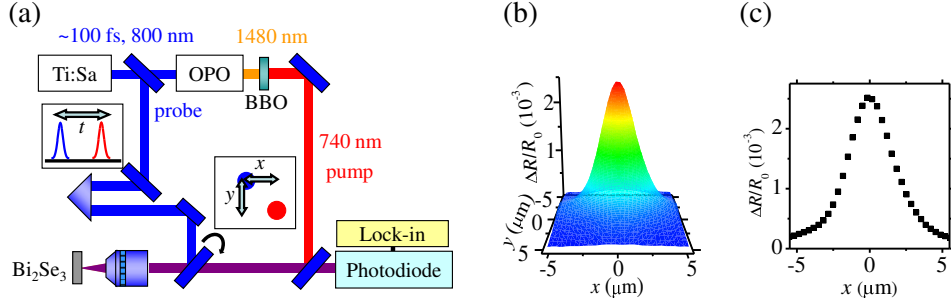 (a)
~100 fs, 800 nm
1480 nm
Ti:Sa
OPO
BBO
probe
t
740 nm
pump
x
y
Lock-in
Photodiode
Bi₂Se₃
(b)
ΔR/R₀ (10⁻³)
2
1
-5
0
5
y (μm)
-5 0 5
x (μm)
(c)
ΔR/R₀ (10⁻³)
2
1
0
-5 0 5
x (μm)